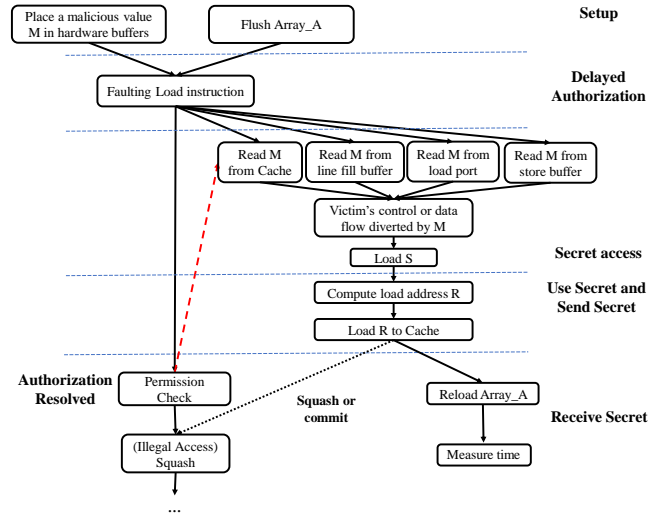 Place a malicious value
M in hardware buffers
Flush Array_A
Setup
Faulting Load instruction
Delayed
Authorization
Read M
from Cache
Read M from
line fill buffer
Read M from
load port
Read M from
store buffer
Victim's control or data
flow diverted by M
Load S
Secret access
Compute load address R
Use Secret and
Send Secret
Load R to Cache
Authorization
Resolved
Permission
Check
Squash or
commit
Reload Array_A
Receive Secret
(Illegal Access)
Squash
Measure time
...